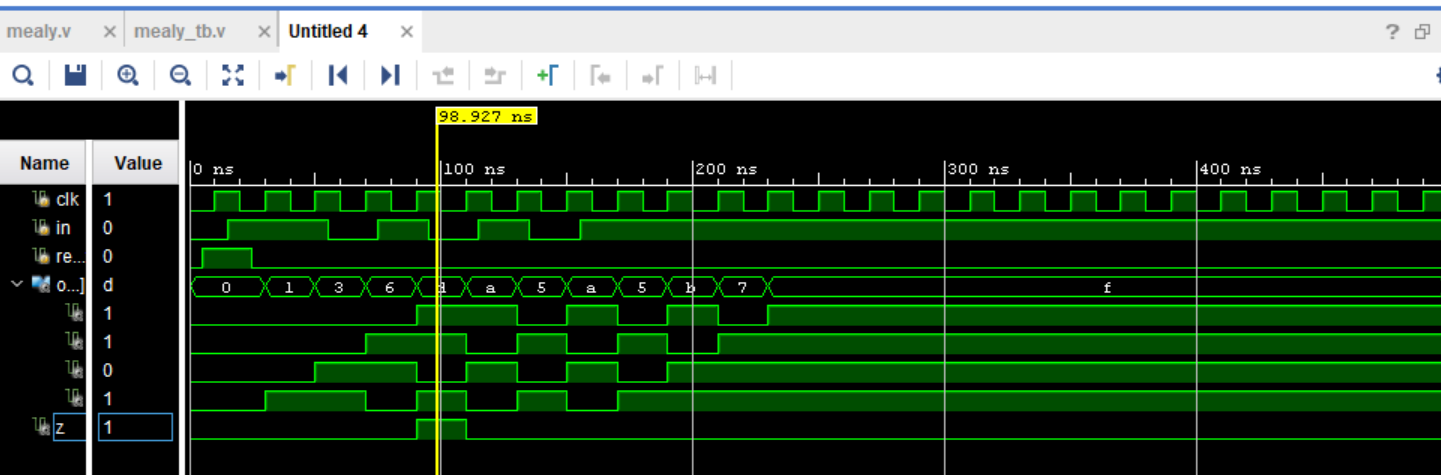 mealy.v × mealy_tb.v × Untitled 4 × ?
98.927 ns
Name Value 0 ns 100 ns 200 ns 300 ns 400 ns
clk 1
in 0
re... 0
o...] d 0 1 3 6 d a 5 a 5 b 7 f
1
1
0
1
z 1